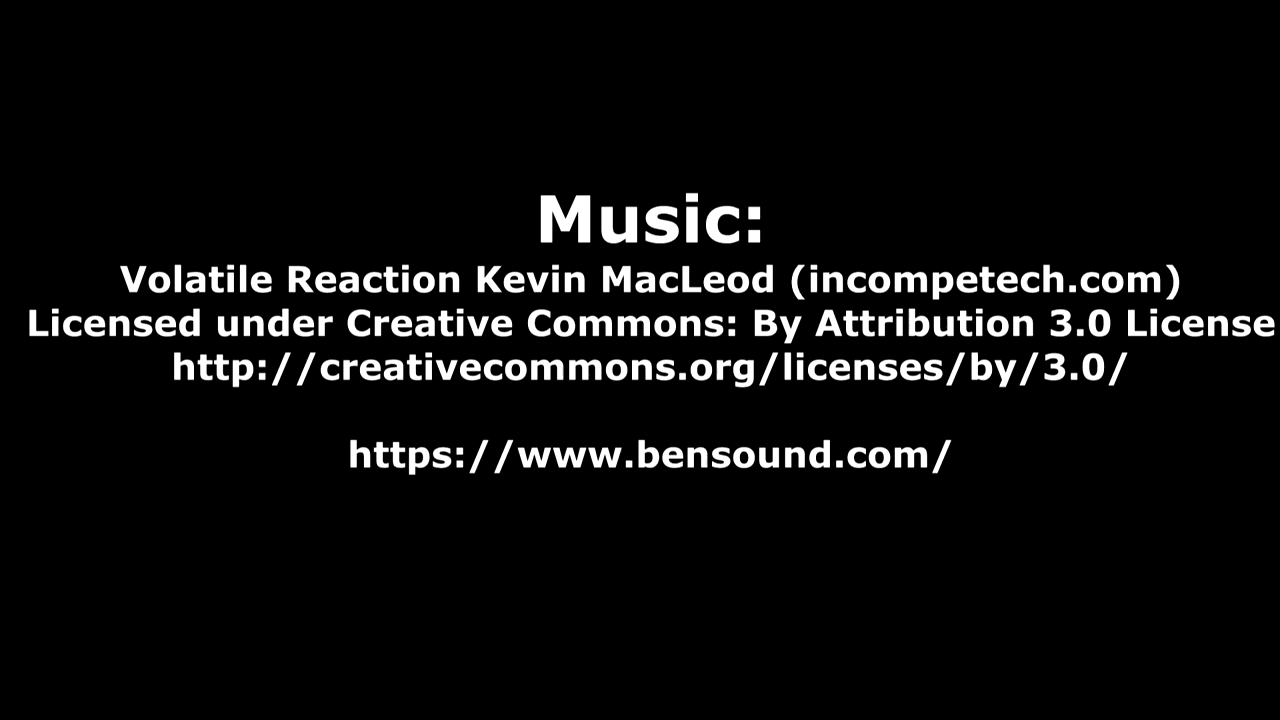 Music:
Volatile Reaction Kevin MacLeod (incompetech.com)
Licensed under Creative Commons: By Attribution 3.0 License
http://creativecommons.org/licenses/by/3.0/
https://www.bensound.com/